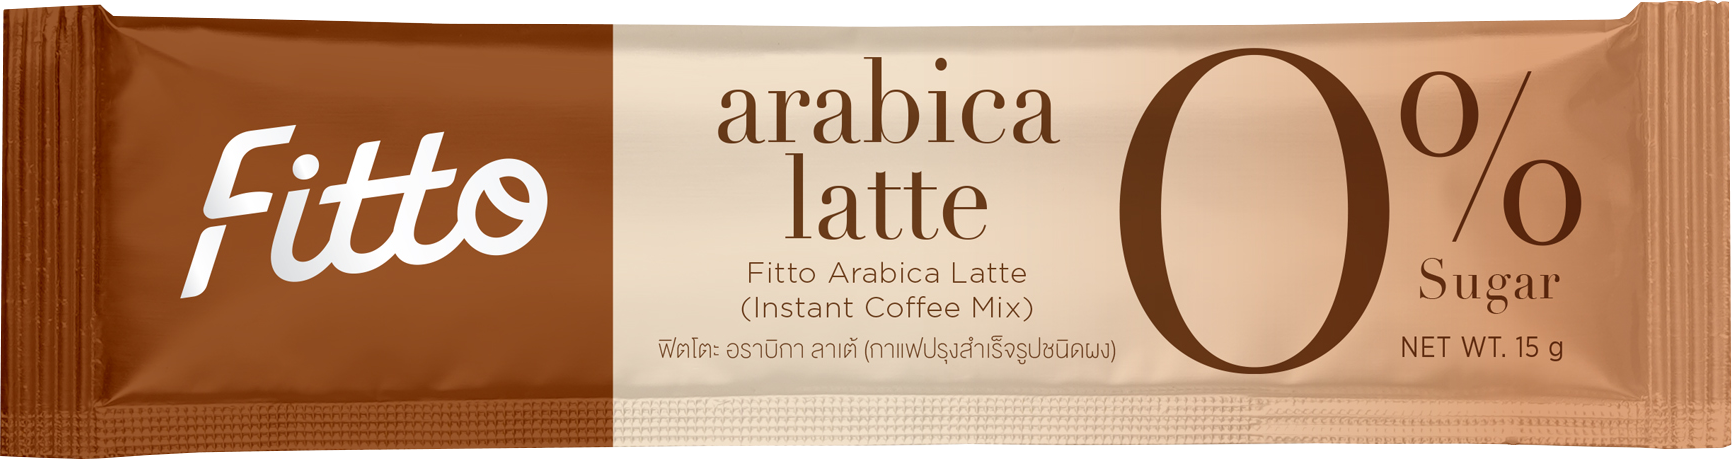 Fitto
arabica
latte
Fitto Arabica Latte
(Instant Coffee Mix)
ฟิตโตะ อราบิกา ลาเต้ (กาแฟปรุงสำเร็จรูปชนิดผง)
0%
Sugar
NET WT. 15 g